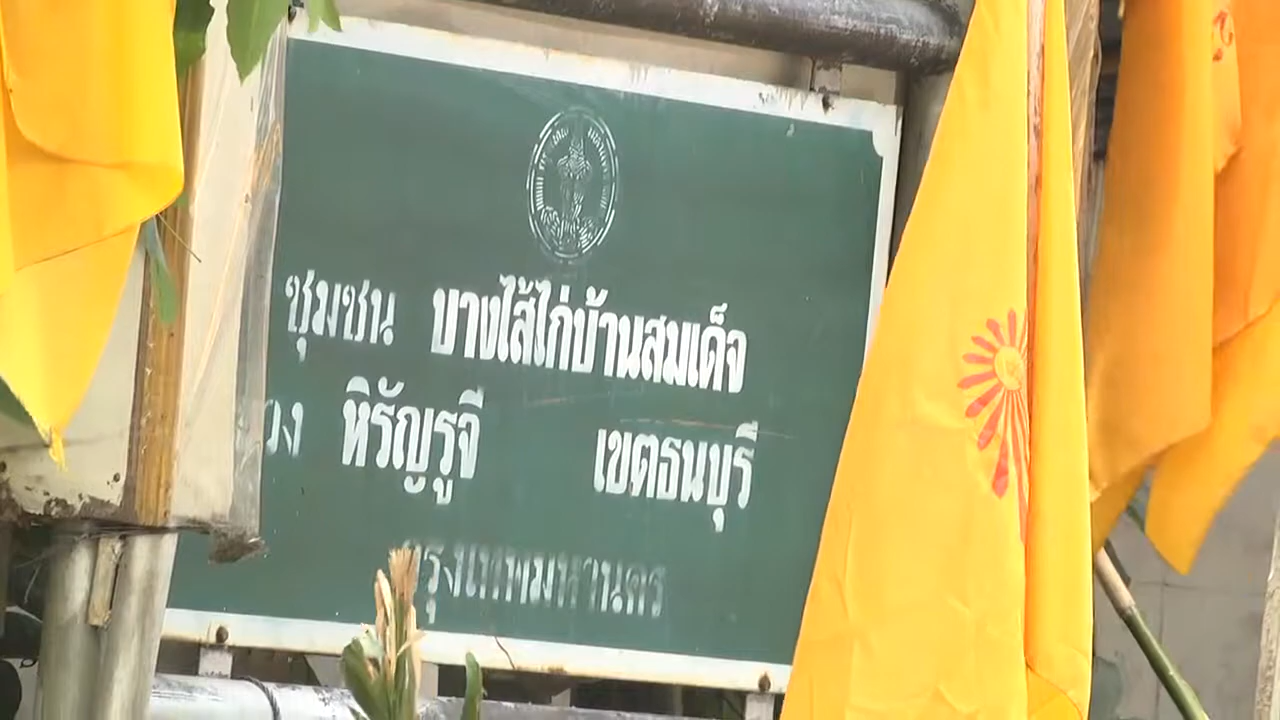 ชุมชน บางไส้ไก่บ้านสมเด็จ
วง หิรัญรูจี เขตธนบุรี
กรุงเทพมหานคร